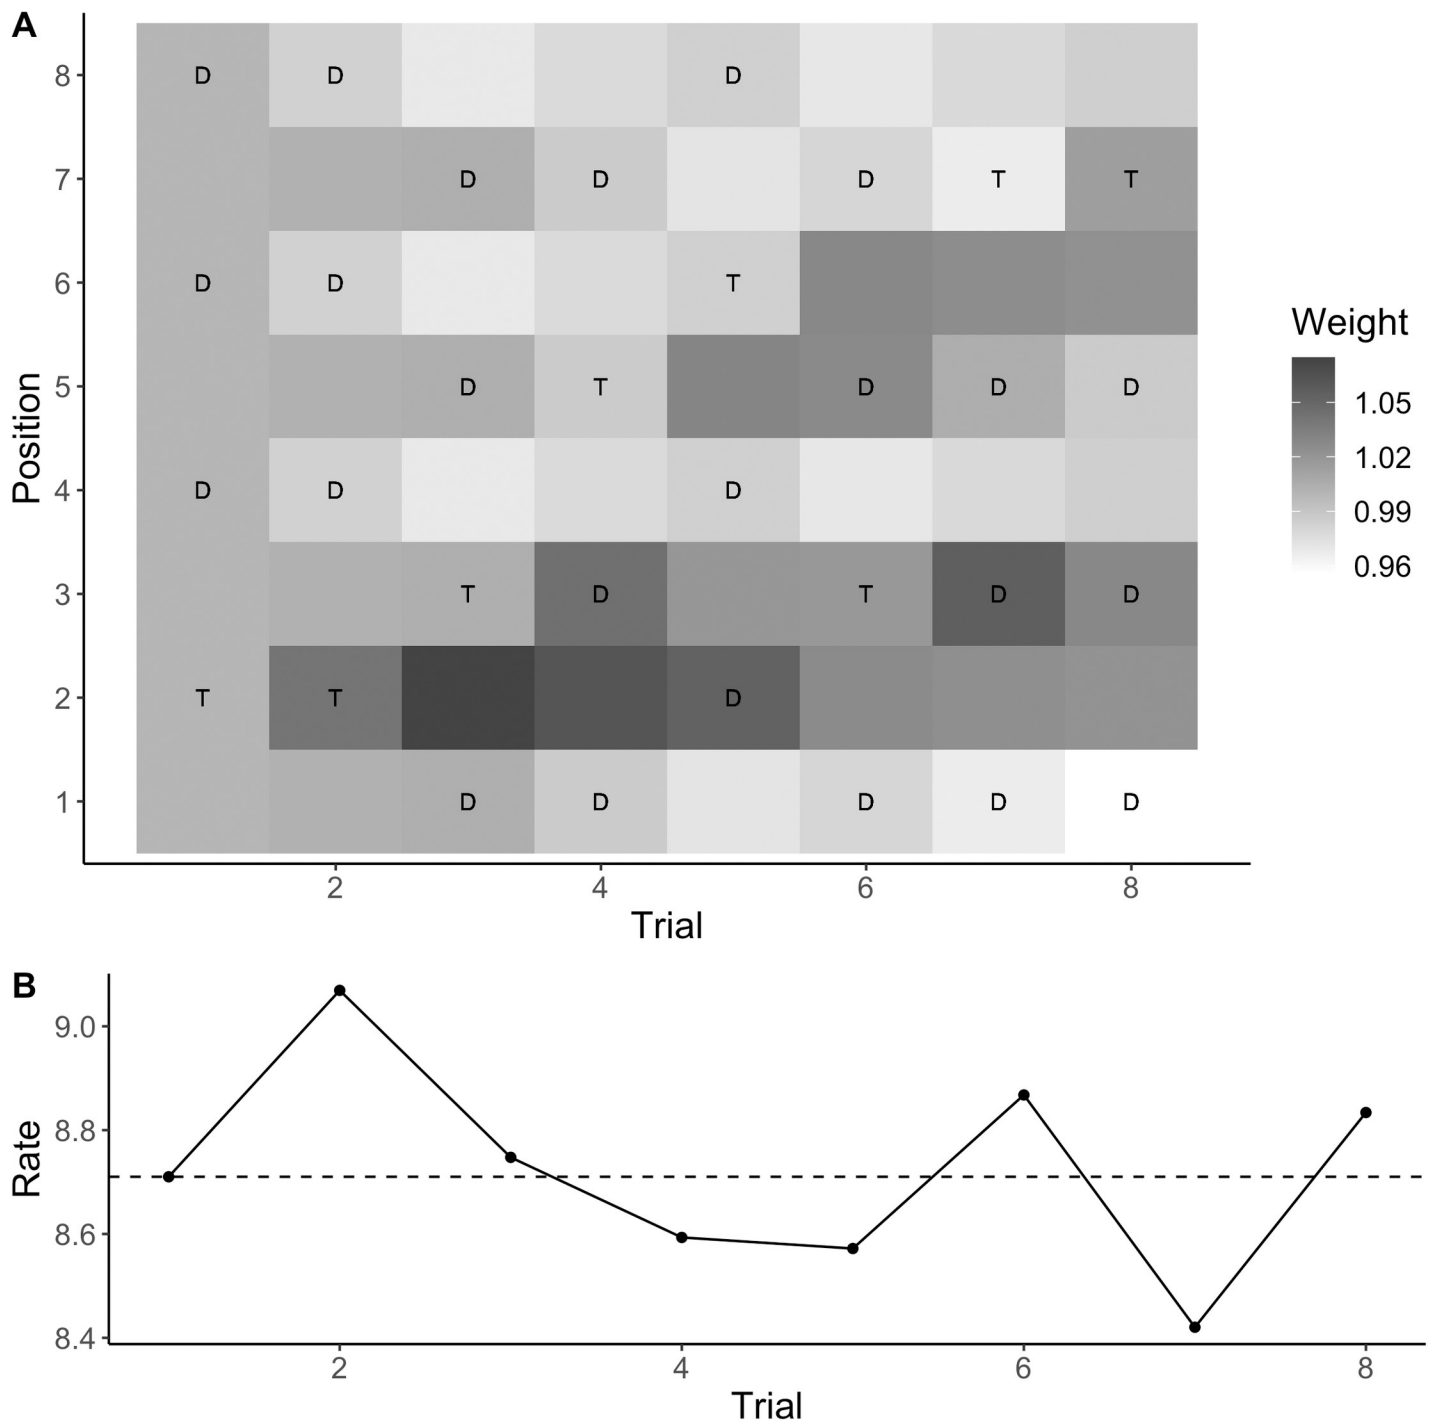 A
8 D D D
7 D D D T T
6 D D T
5 D T D D D
4 D D D
3 T D T D D
2 T T D
1 D D D D D
2 4 6 8
Trial
Position
Weight
1.05
1.02
0.99
0.96
B
9.0
8.8
8.6
8.4
2 4 6 8
Trial
Rate